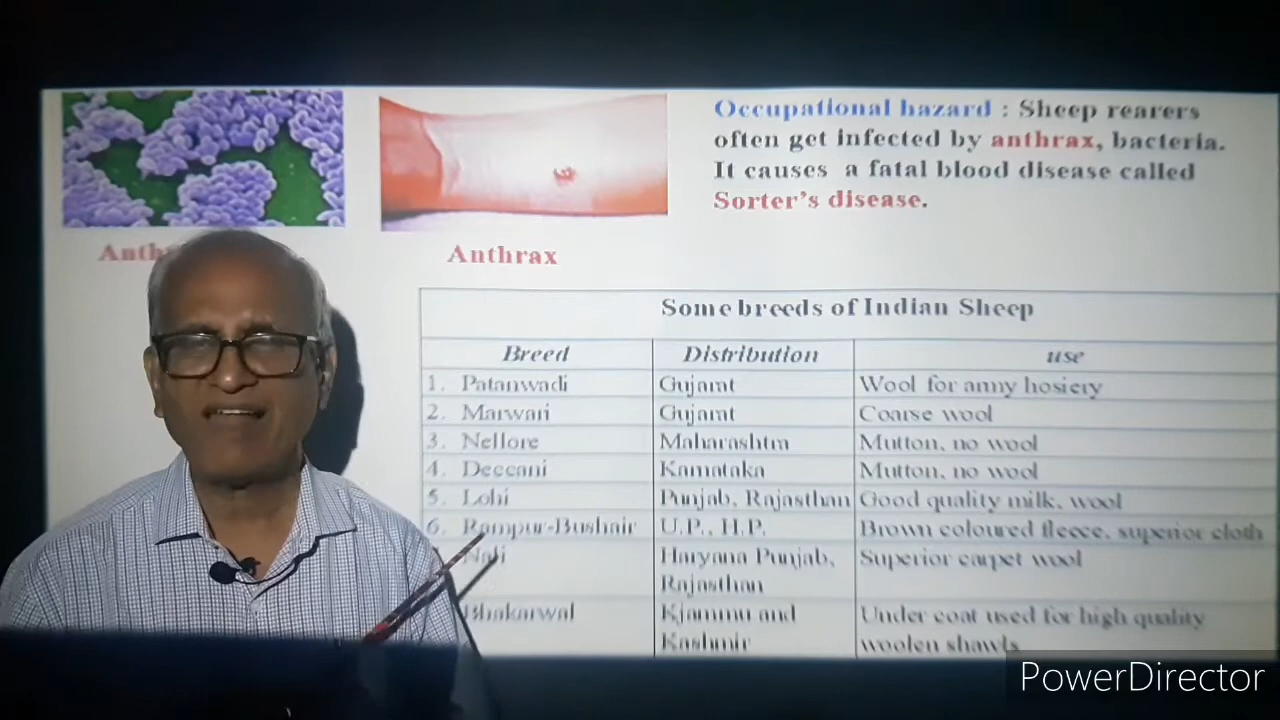 Occupational hazard : Sheep rearers
often get infected by anthrax, bacteria.
It causes a fatal blood disease called
Sorter's disease.
Anth
Anthrax
Some breeds of Indian Sheep
Breed Distribution use
1. Patanwadi Gujarat Wool for army hosiery
2. Marwari Gujarat Coarse wool
3. Nellore Maharashtra Mutton, no wool
4. Deccani Karnataka Mutton, no wool
5. Lohi Punjab, Rajasthan Good quality milk, wool
6. Rampur-Bushair U.P., H.P. Brown coloured fleece, superior cloth
Nali Haryana Punjab, Superior carpet wool
Rajasthan
Bhakarwal Kjammu and Under coat used for high quality
Kashmir woolen shawls
PowerDirector